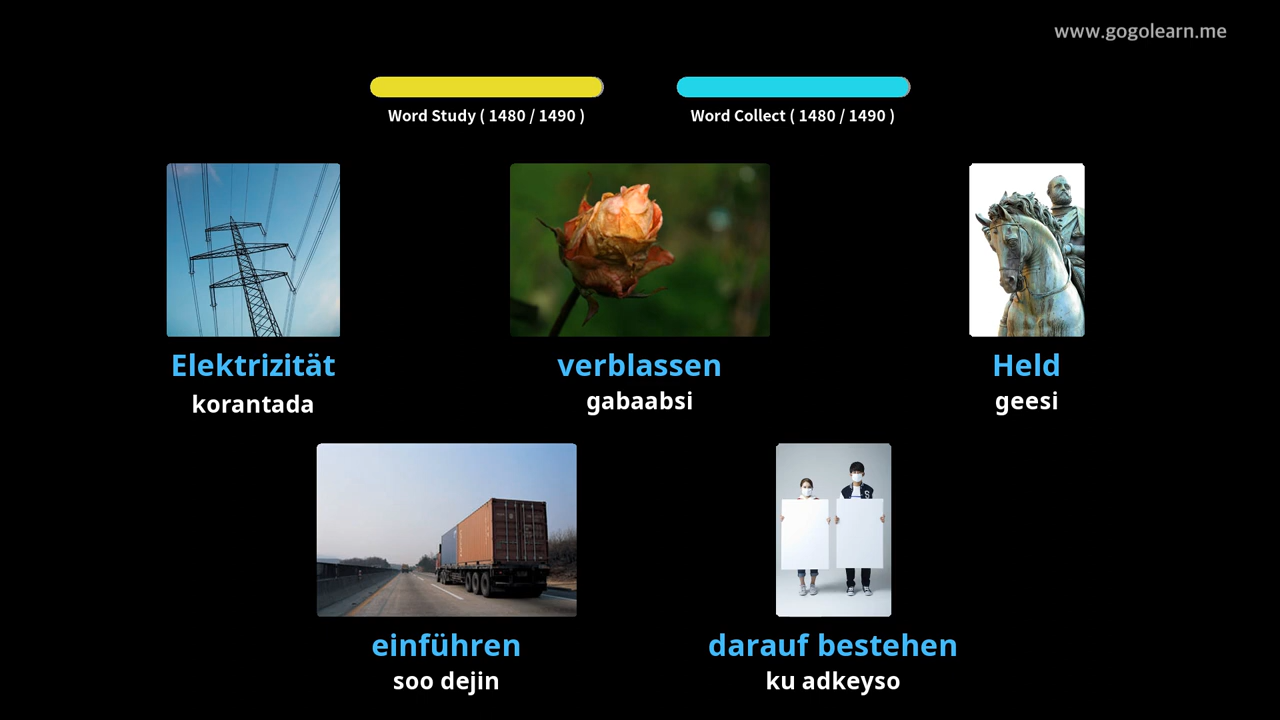 www.gogolearn.me
Word Study ( 1480 / 1490 )
Word Collect ( 1480 / 1490 )
Elektrizität
korantada
verblassen
gabaabsi
Held
geesi
einführen
soo dejin
darauf bestehen
ku adkeyso